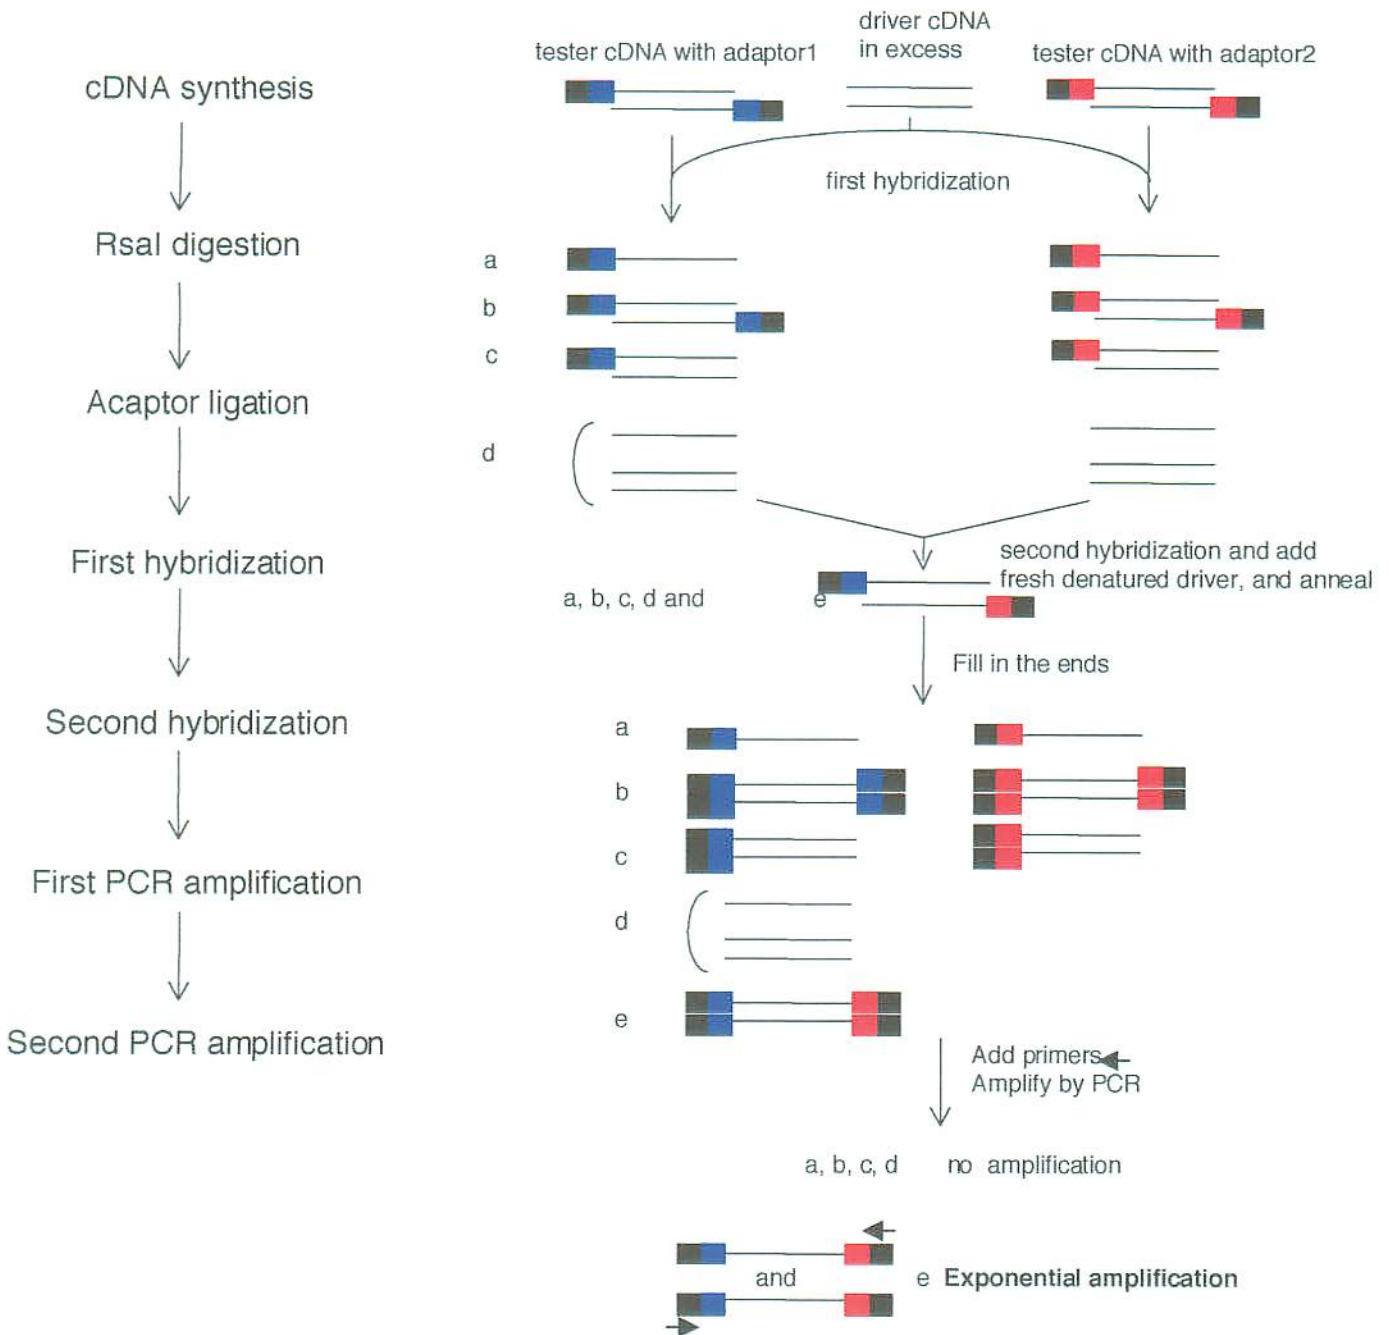 cDNA synthesis
RsaI digestion
Acaptor ligation
First hybridization
Second hybridization
First PCR amplification
Second PCR amplification
tester cDNA with adaptor1
driver cDNA
in excess
tester cDNA with adaptor2
first hybridization
a
b
c
d
second hybridization and add
fresh denatured driver, and anneal
a, b, c, d and
e
Fill in the ends
a
b
c
d
e
Add primers
Amplify by PCR
a, b, c, d no amplification
and
e Exponential amplification